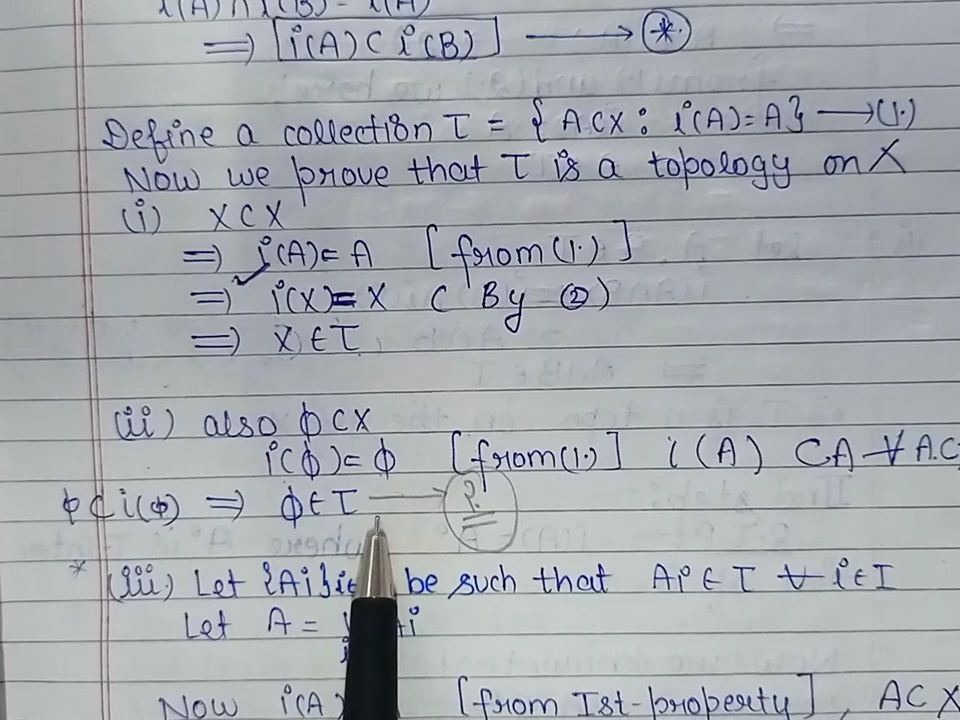 i(A) ∩ i(B) = i(A)
⇒ [i(A) ⊂ i(B)] → (*)
Define a collection T = { A⊂X : i(A) = A} → (1.)
Now we prove that T is a topology on X
(i) X⊂X
⇒ i(A) = A [from (1.)]
⇒ i(X) = X ( By (2))
⇒ X ∈ T
(ii) also ϕ⊂X
i(ϕ) = ϕ [from (1.)] i(A) ⊂ A ∀ A⊂
ϕ ⊄ i(ϕ) ⇒ ϕ ∈ T → ?
* (iii) Let {Ai}i∈ be such that Ai ∈ T ∀ i∈I
Let A = Ai
Now i(A) [from Ist-property], A⊂X